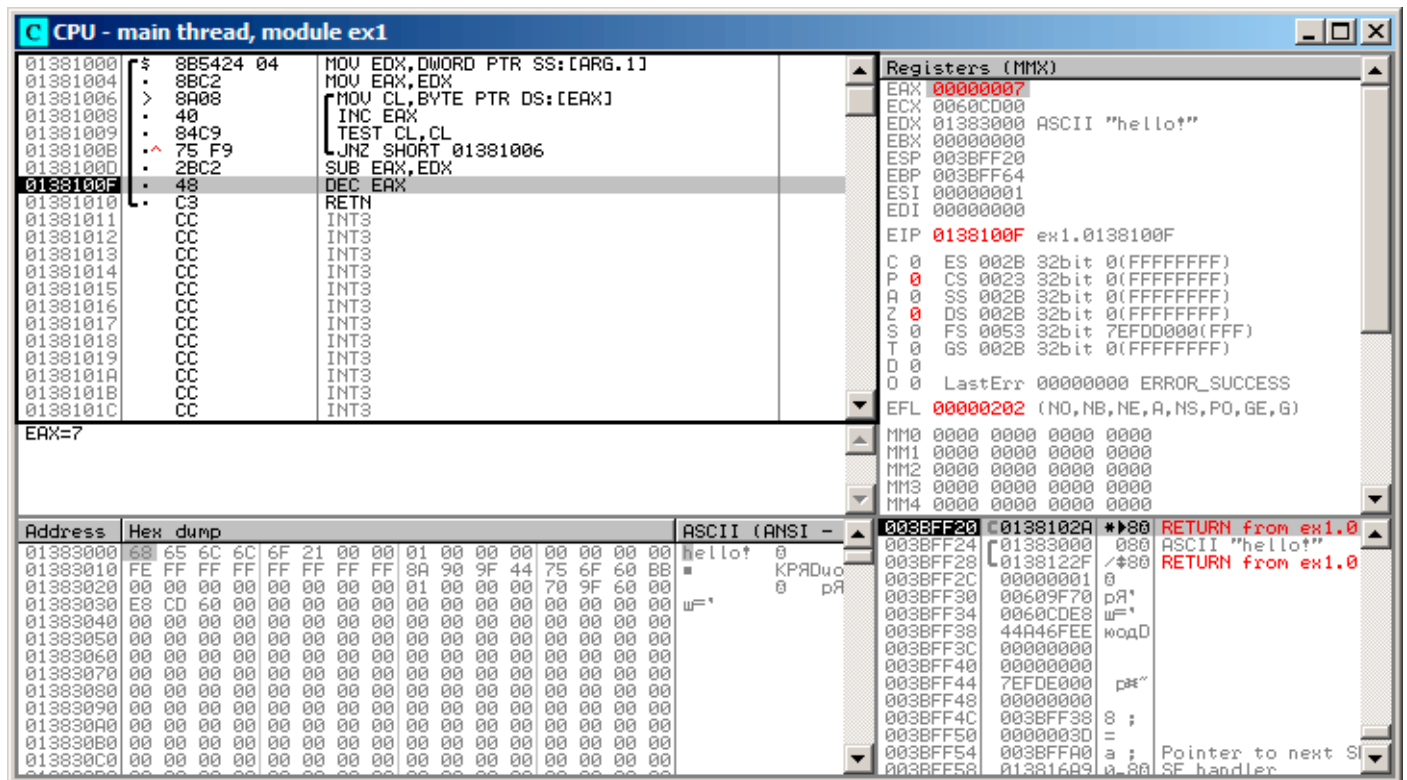 C CPU - main thread, module ex1
01381000 $ 8B5424 04 MOV EDX,DWORD PTR SS:[ARG.1]
01381004 · 8BC2 MOV EAX,EDX
01381006 > 8A08 MOV CL,BYTE PTR DS:[EAX]
01381008 · 40 INC EAX
01381009 · 84C9 TEST CL,CL
0138100B ·^ 75 F9 JNZ SHORT 01381006
0138100D · 2BC2 SUB EAX,EDX
0138100F · 48 DEC EAX
01381010 · C3 RETN
01381011 CC INT3
01381012 CC INT3
01381013 CC INT3
01381014 CC INT3
01381015 CC INT3
01381016 CC INT3
01381017 CC INT3
01381018 CC INT3
01381019 CC INT3
0138101A CC INT3
0138101B CC INT3
0138101C CC INT3
EAX=7
Registers (MMX)
EAX 00000007
ECX 0060CD00
EDX 01383000 ASCII "hello!"
EBX 00000000
ESP 003BFF20
EBP 003BFF64
ESI 00000001
EDI 00000000
EIP 0138100F ex1.0138100F
C 0 ES 002B 32bit 0(FFFFFFFF)
P 0 CS 0023 32bit 0(FFFFFFFF)
A 0 SS 002B 32bit 0(FFFFFFFF)
Z 0 DS 002B 32bit 0(FFFFFFFF)
S 0 FS 0053 32bit 7EFDD000(FFF)
T 0 GS 002B 32bit 0(FFFFFFFF)
D 0
O 0 LastErr 00000000 ERROR_SUCCESS
EFL 00000202 (NO,NB,NE,A,NS,PO,GE,G)
MM0 0000 0000 0000 0000
MM1 0000 0000 0000 0000
MM2 0000 0000 0000 0000
MM3 0000 0000 0000 0000
MM4 0000 0000 0000 0000
Address Hex dump ASCII (ANSI -
01383000 68 65 6C 6C 6F 21 00 00 01 00 00 00 00 00 00 00 hello!
01383010 FE FF FF FF FF FF FF FF 8A 90 9F 44 75 6F 60 BB ■ KРЯDuo
01383020 00 00 00 00 00 00 00 00 01 00 00 00 70 9F 60 00 pЯ
01383030 E8 CD 60 00 00 00 00 00 00 00 00 00 00 00 00 00 ш='
01383040 00 00 00 00 00 00 00 00 00 00 00 00 00 00 00 00
01383050 00 00 00 00 00 00 00 00 00 00 00 00 00 00 00 00
01383060 00 00 00 00 00 00 00 00 00 00 00 00 00 00 00 00
01383070 00 00 00 00 00 00 00 00 00 00 00 00 00 00 00 00
01383080 00 00 00 00 00 00 00 00 00 00 00 00 00 00 00 00
01383090 00 00 00 00 00 00 00 00 00 00 00 00 00 00 00 00
013830A0 00 00 00 00 00 00 00 00 00 00 00 00 00 00 00 00
013830B0 00 00 00 00 00 00 00 00 00 00 00 00 00 00 00 00
013830C0 00 00 00 00 00 00 00 00 00 00 00 00 00 00 00 00
003BFF20 0138102A *►80 RETURN from ex1.0
003BFF24 01383000 080 ASCII "hello!"
003BFF28 0138122F /‡80 RETURN from ex1.0
003BFF2C 00000001
003BFF30 00609F70 pЯ'
003BFF34 0060CDE8 ш='
003BFF38 44A46FEE юодD
003BFF3C 00000000
003BFF40 00000000
003BFF44 7EFDE000
003BFF48 00000000
003BFF4C 003BFF38 8 ;
003BFF50 0000003D =
003BFF54 003BFFA0 a ; Pointer to next S
003BFF58 013816A9 SE handler